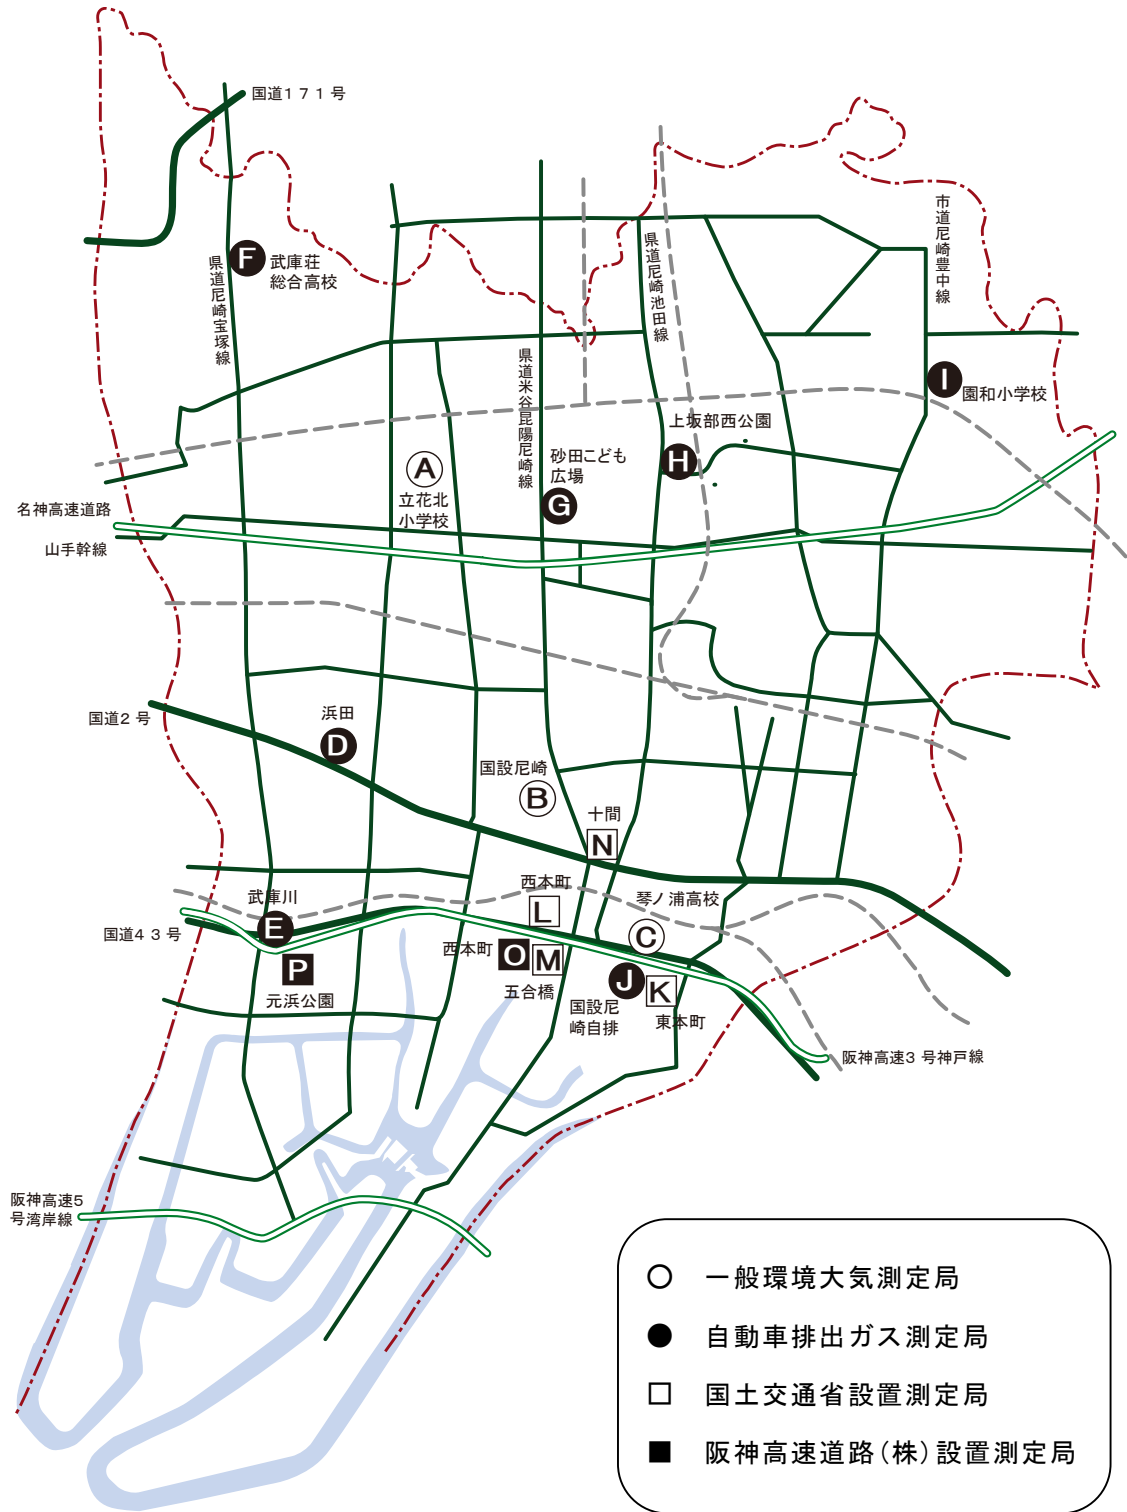 国道171号
市道尼崎豊中線
県道尼崎池田線
F
武庫荘
総合高校
県道尼崎宝塚線
県道米谷昆陽尼崎線
I
園和小学校
上坂部西公園
H
A
立花北
小学校
砂田こども
広場
G
名神高速道路
山手幹線
国道2号
浜田
D
国設尼崎
B
十間
N
武庫川
E
西本町
L
琴ノ浦高校
C
国道43号
西本町
O
M
五合橋
P
元浜公園
J
国設尼
崎自排
K
東本町
阪神高速3号神戸線
阪神高速5
号湾岸線
一般環境大気測定局
自動車排出ガス測定局
国土交通省設置測定局
阪神高速道路(株)設置測定局